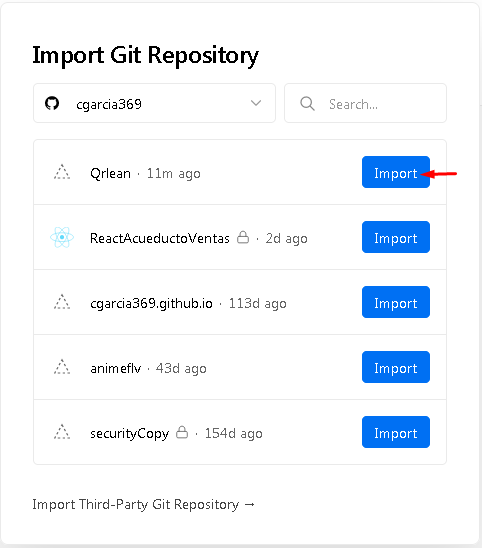 Import Git Repository
cgarcia369
Search...
Qrlean · 11m ago
Import
ReactAcueductoVentas · 2d ago
Import
cgarcia369.github.io · 113d ago
Import
animeflv · 43d ago
Import
securityCopy · 154d ago
Import
Import Third-Party Git Repository →